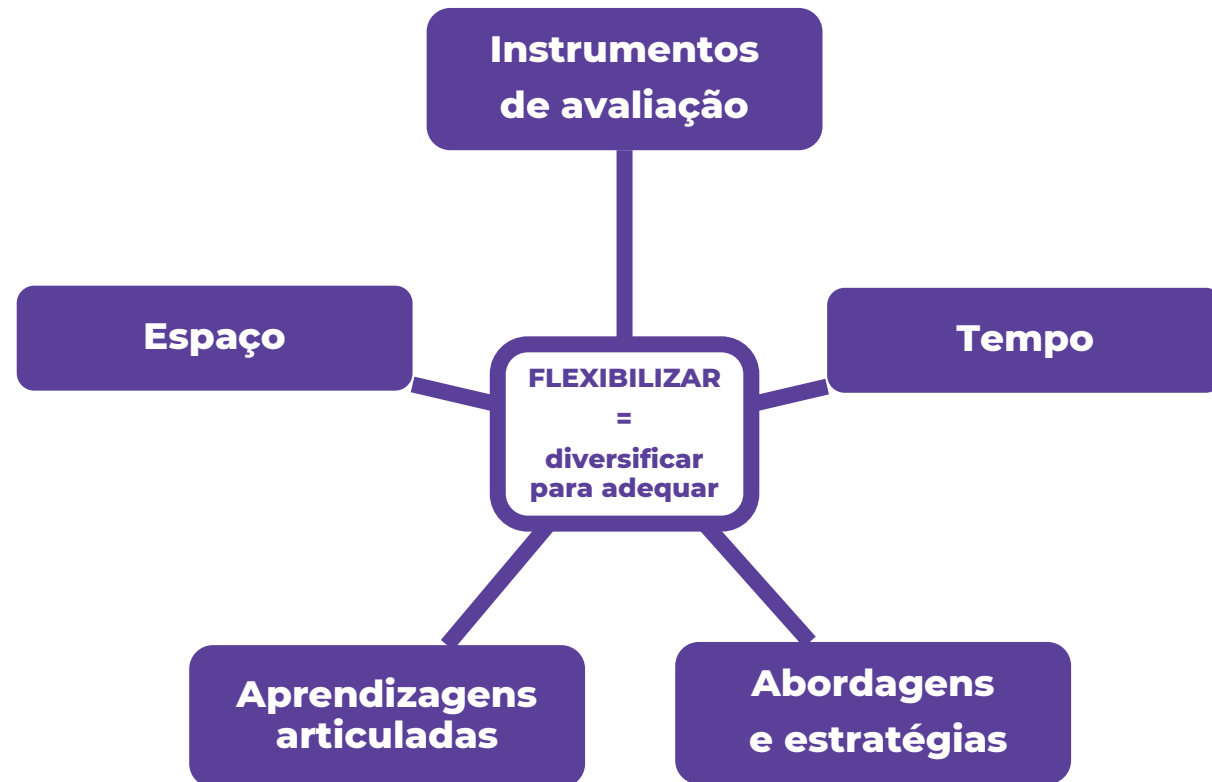 Instrumentos
de avaliação
Espaço
Tempo
FLEXIBILIZAR
=
diversificar
para adequar
Aprendizagens
articuladas
Abordagens
e estratégias